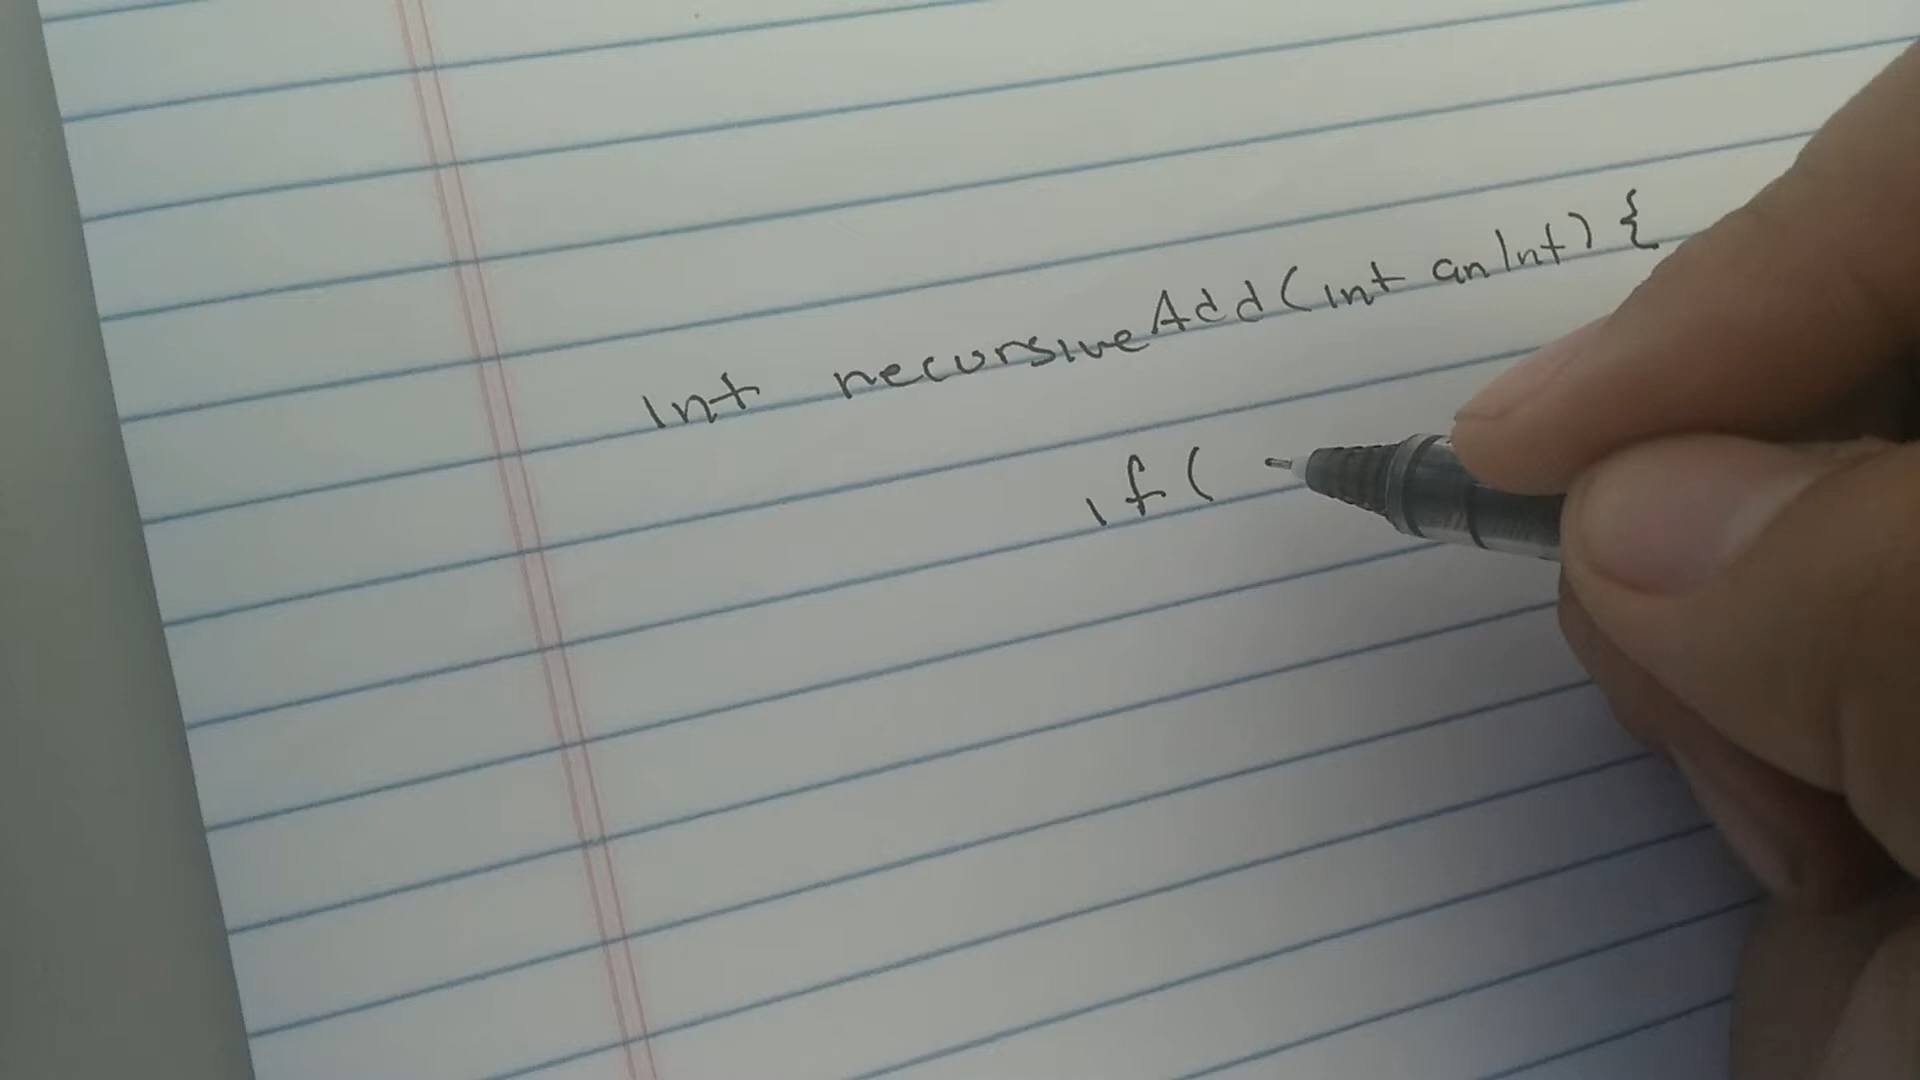 int recursiveAdd(int anInt) {
if (